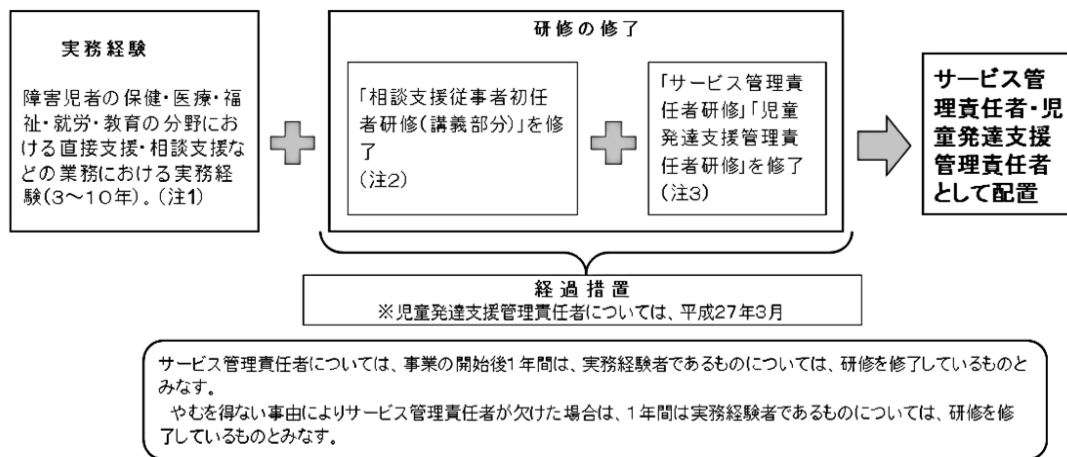 実務経験
障害児者の保健・医療・福
祉・就労・教育の分野にお
ける直接支援・相談支援な
どの業務における実務経
験(3～10年)。(注1)
研修の修了
「相談支援従事者初任
者研修(講義部分)」を修
了
(注2)
「サービス管理責
任者研修」「児童
発達支援管理責
任者研修」を修了
(注3)
サービス管
理責任者・児
童発達支援
管理責任者
として配置
経過措置
※児童発達支援管理責任者については、平成27年3月
サービス管理責任者については、事業の開始後1年間は、実務経験者であるものについては、研修を修了しているものと
みなす。
やむを得ない事由によりサービス管理責任者が欠けた場合は、1年間は実務経験者であるものについては、研修を修
了しているものとみなす。